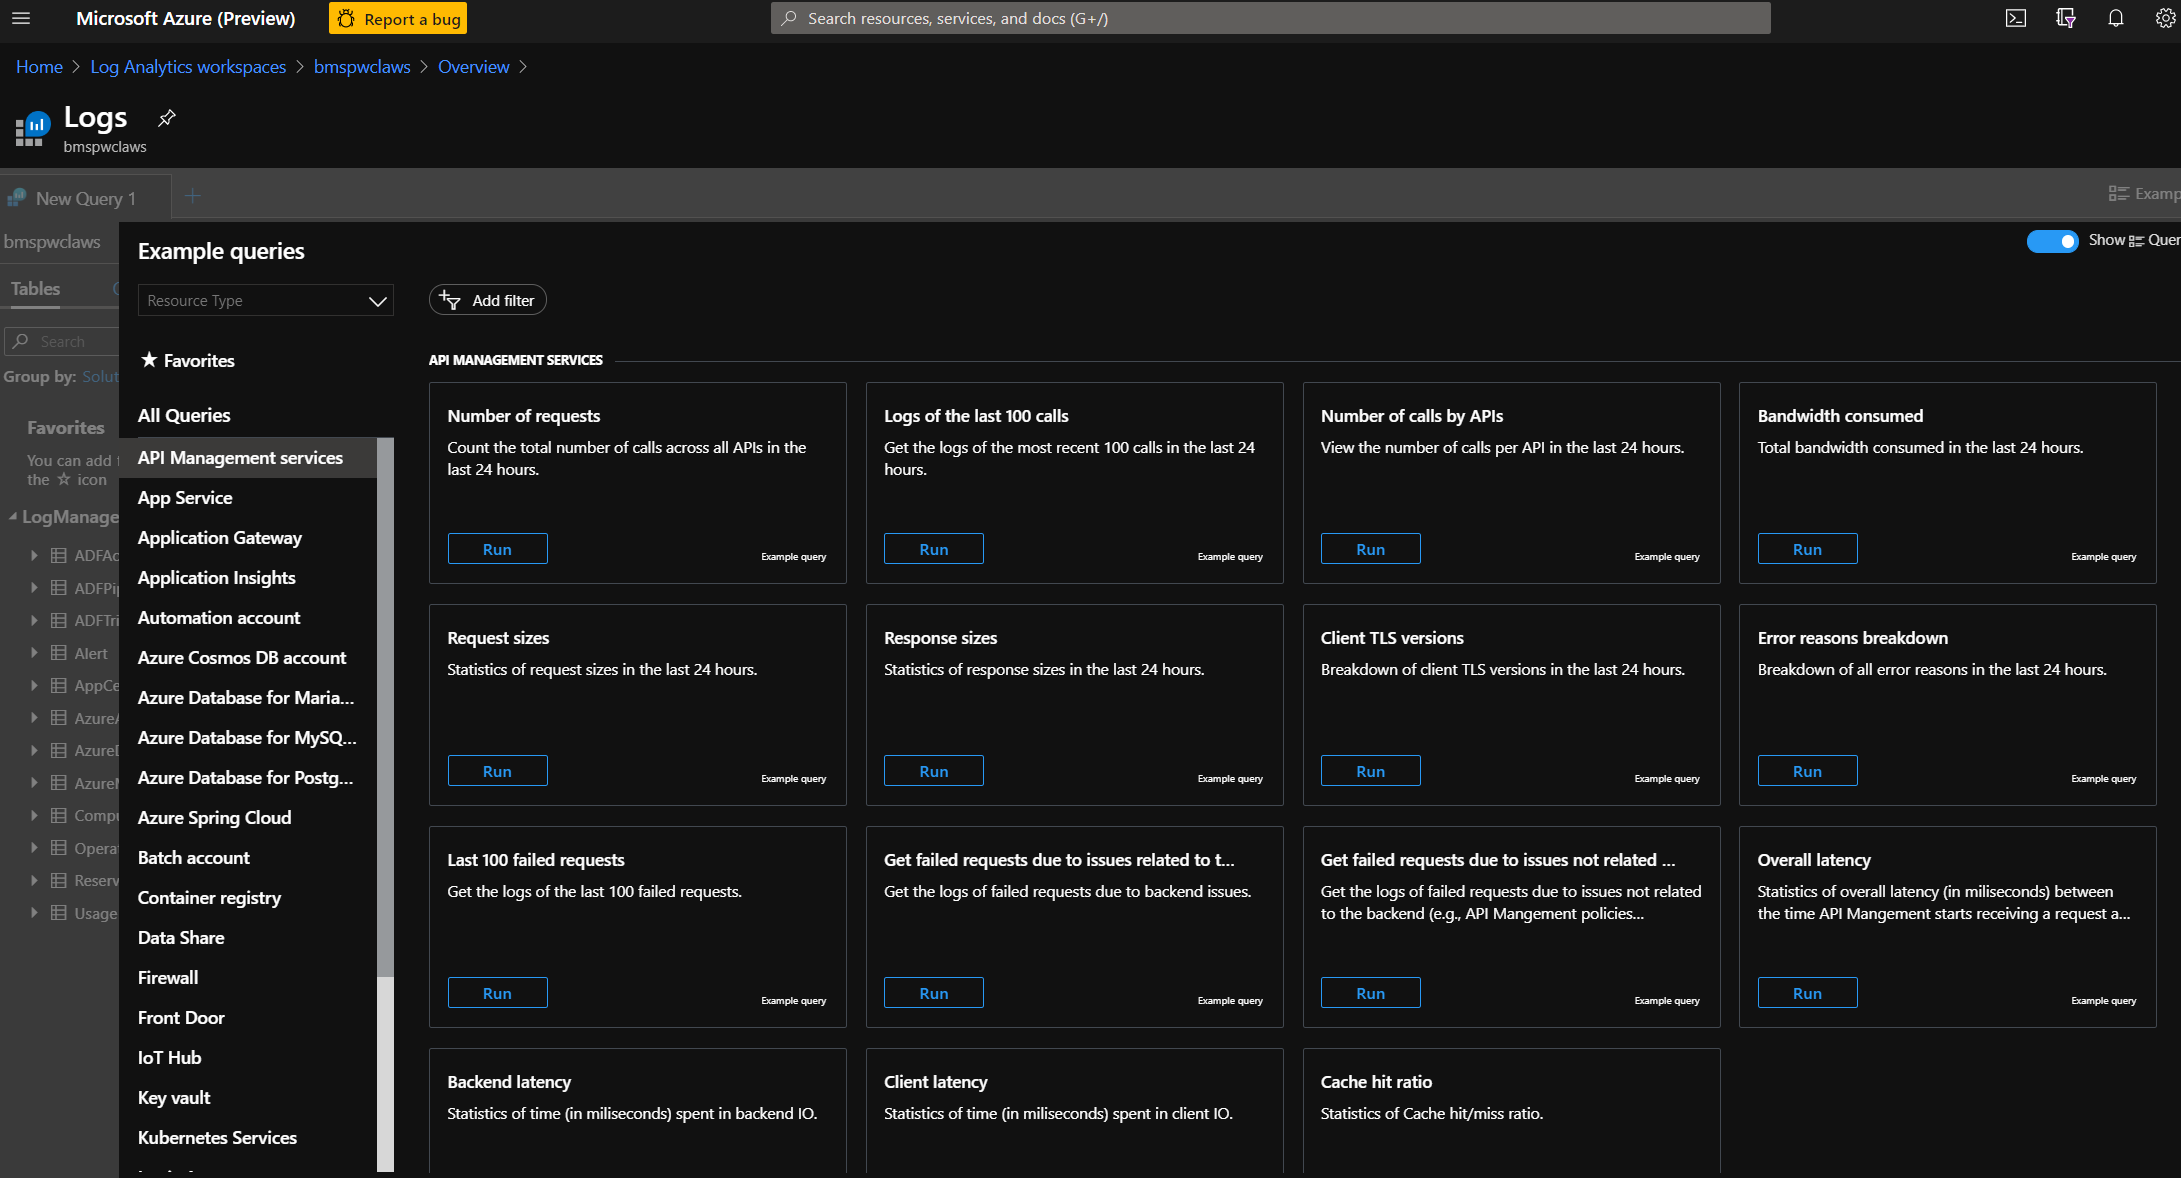 Microsoft Azure (Preview)
Report a bug
Search resources, services, and docs (G+/)
Home > Log Analytics workspaces > bmspwclaws > Overview >
Logs
bmspwclaws
New Query 1
bmspwclaws
Tables
Search
Group by:
Favorites
You can add
the ☆ icon
Alert
Usage
Example queries
Show
Resource Type
Add filter
★ Favorites
All Queries
API Management services
App Service
Application Gateway
Application Insights
Automation account
Azure Cosmos DB account
Azure Database for Maria...
Azure Database for MySQ...
Azure Database for Postg...
Azure Spring Cloud
Batch account
Container registry
Data Share
Firewall
Front Door
IoT Hub
Key vault
Kubernetes Services
API MANAGEMENT SERVICES
Number of requests
Count the total number of calls across all APIs in the
last 24 hours.
Run
Example query
Logs of the last 100 calls
Get the logs of the most recent 100 calls in the last 24
hours.
Run
Example query
Number of calls by APIs
View the number of calls per API in the last 24 hours.
Run
Example query
Bandwidth consumed
Total bandwidth consumed in the last 24 hours.
Run
Example query
Request sizes
Statistics of request sizes in the last 24 hours.
Run
Example query
Response sizes
Statistics of response sizes in the last 24 hours.
Run
Example query
Client TLS versions
Breakdown of client TLS versions in the last 24 hours.
Run
Example query
Error reasons breakdown
Breakdown of all error reasons in the last 24 hours.
Run
Example query
Last 100 failed requests
Get the logs of the last 100 failed requests.
Run
Example query
Get failed requests due to issues related to t...
Get the logs of failed requests due to backend issues.
Run
Example query
Get failed requests due to issues not related ...
Get the logs of failed requests due to issues not related
to the backend (e.g., API Mangement policies...
Run
Example query
Overall latency
Statistics of overall latency (in miliseconds) between
the time API Mangement starts receiving a request a...
Run
Example query
Backend latency
Statistics of time (in miliseconds) spent in backend IO.
Client latency
Statistics of time (in miliseconds) spent in client IO.
Cache hit ratio
Statistics of Cache hit/miss ratio.